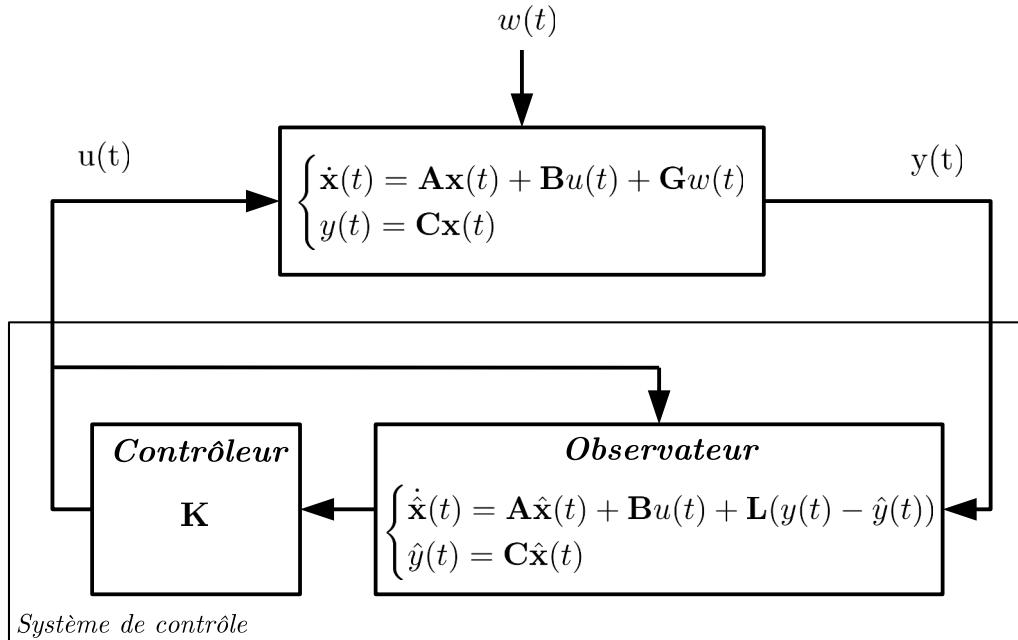 w(t)
u(t)
y(t)
ẋ(t) = Ax(t) + Bu(t) + Gw(t)
y(t) = Cx(t)
Contrôleur
K
Observateur
x̂̇(t) = Ax̂(t) + Bu(t) + L(y(t) − ŷ(t))
ŷ(t) = Cx̂(t)
Système de contrôle